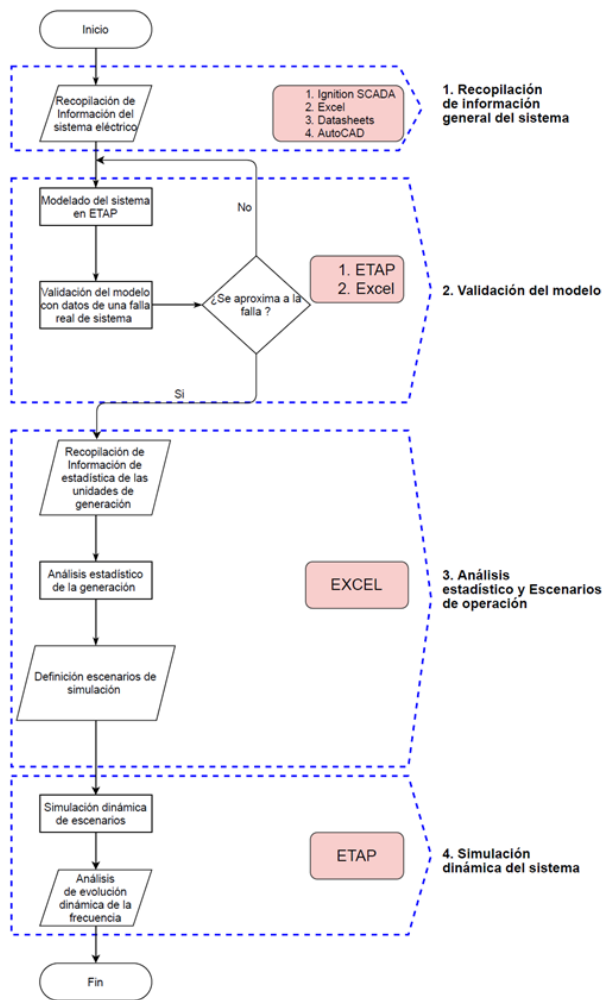 Inicio
Recopilación de
Información del
sistema eléctrico
1. Ignition SCADA
2. Excel
3. Datasheets
4. AutoCAD
1. Recopilación
de información
general del sistema
Modelado del sistema
en ETAP
No
Validación del modelo
con datos de una falla
real de sistema
¿Se aproxima a la
falla ?
1. ETAP
2. Excel
2. Validación del modelo
Si
Recopilación de
Información de
estadística de las
unidades de
generación
Análisis estadístico
de la generación
EXCEL
3. Análisis
estadístico y Escenarios
de operación
Definición escenarios de
simulación
Simulación dinámica
de escenarios
ETAP
4. Simulación
dinámica del sistema
Análisis
de evolución
dinámica de la
frecuencia
Fin